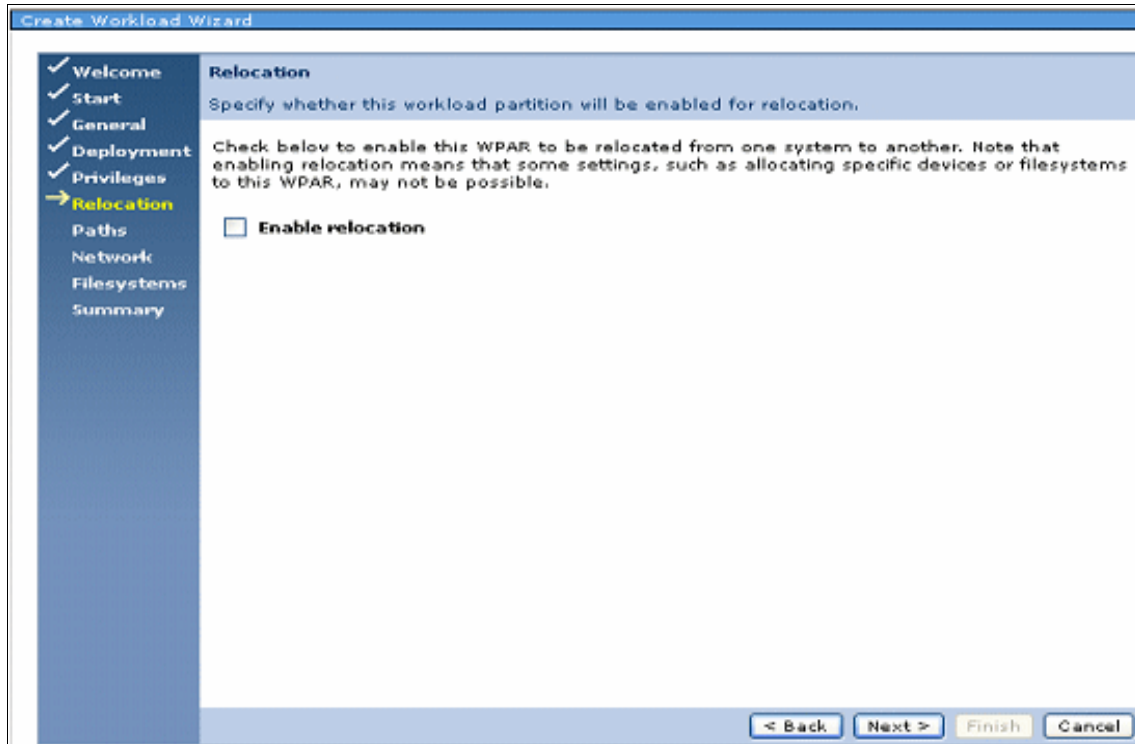 Create Workload Wizard
Welcome
Start
General
Deployment
Privileges
Relocation
Paths
Network
Filesystems
Summary
Relocation
Specify whether this workload partition will be enabled for relocation.
Check below to enable this WPAR to be relocated from one system to another. Note that
enabling relocation means that some settings, such as allocating specific devices or filesystems
to this WPAR, may not be possible.
Enable relocation
< Back
Next >
Finish
Cancel